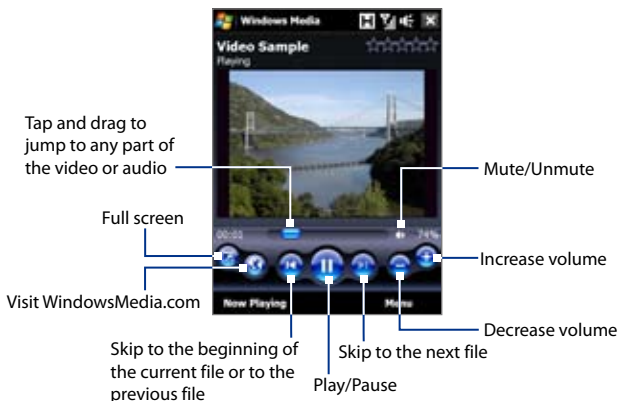 Windows Media
Video Sample
Playing
Tap and drag to
jump to any part of
the video or audio
Mute/Unmute
Full screen
00:01
74%
Increase volume
Visit WindowsMedia.com
Now Playing
Menu
Decrease volume
Skip to the beginning of
the current file or to the
previous file
Skip to the next file
Play/Pause